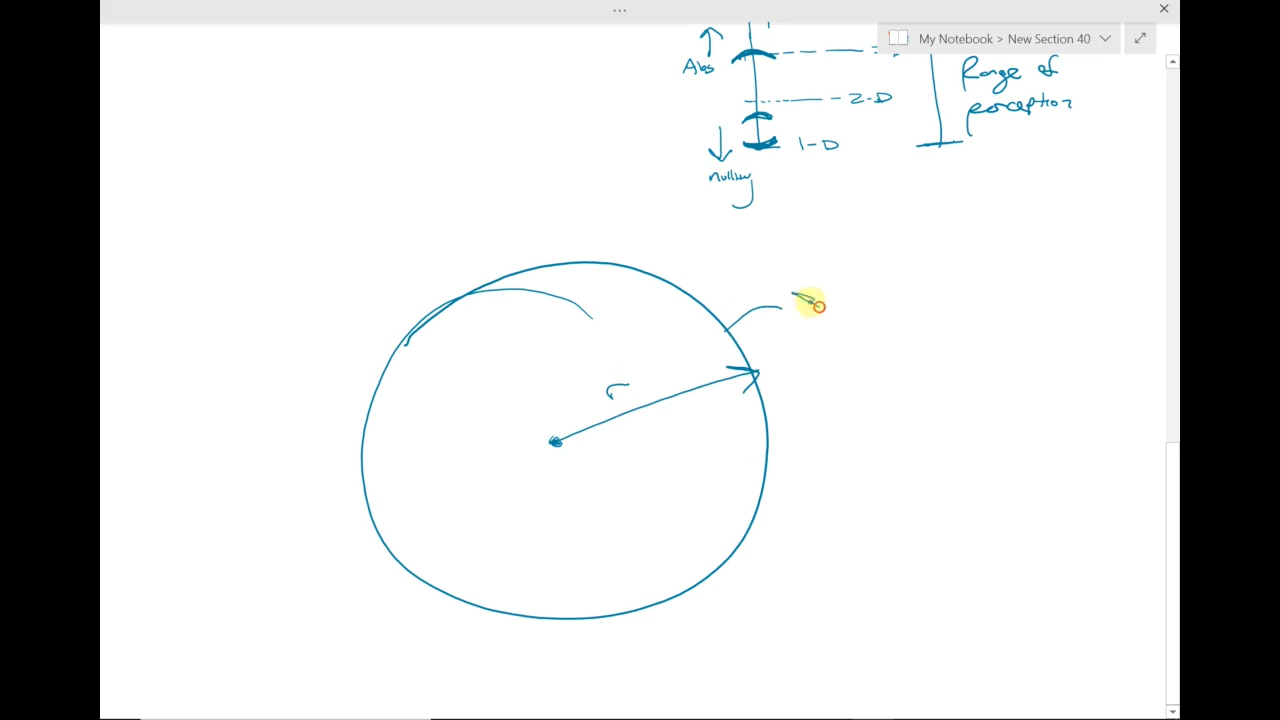 ...
My Notebook > New Section 40
Abs
Range of
perception
2-D
1-D
nullity
r